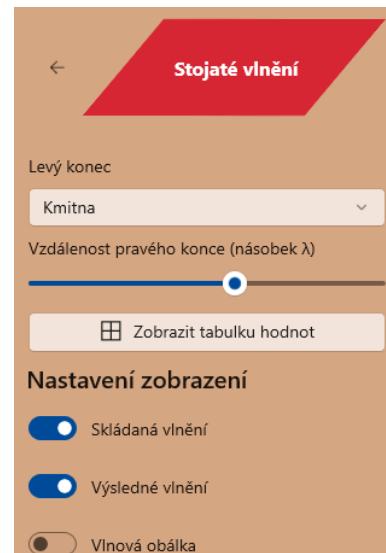 Stojaté vlnění
Levý konec
Kmitna
Vzdálenost pravého konce (násobek λ)
Zobrazit tabulku hodnot
Nastavení zobrazení
Skládaná vlnění
Výsledné vlnění
Vlnová obálka